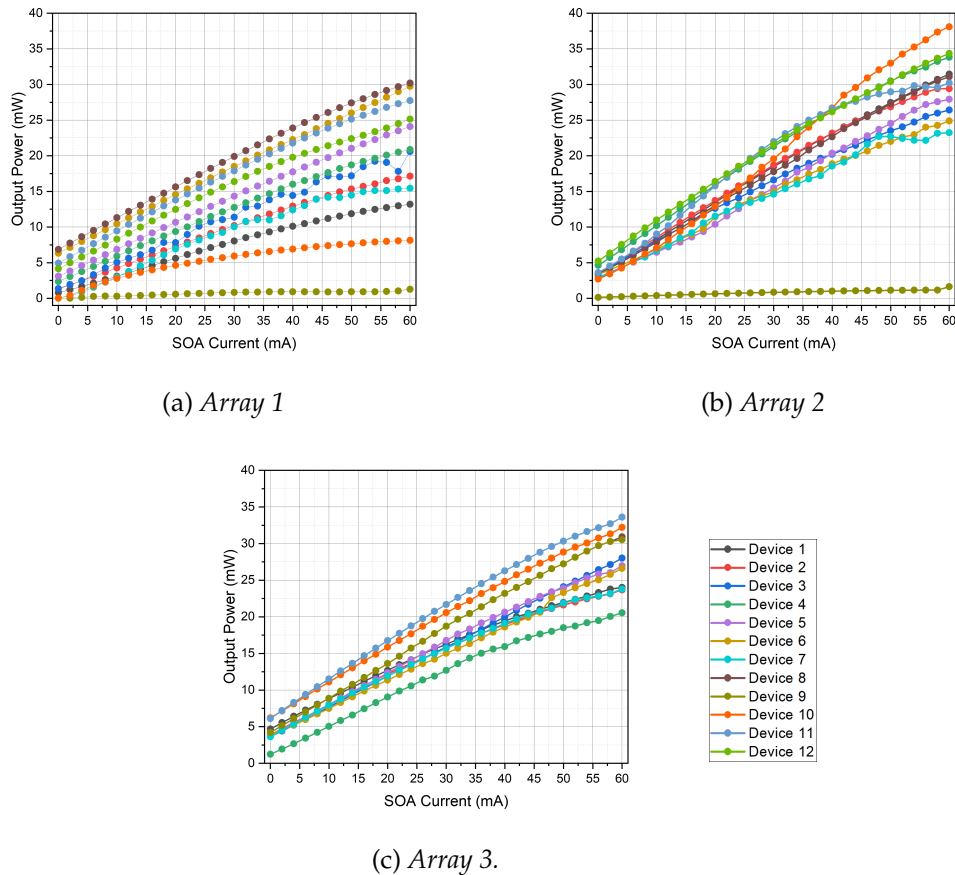 40
35
30
25
20
15
10
5
0
Output Power (mW)
0 5 10 15 20 25 30 35 40 45 50 55 60
SOA Current (mA)
(a) Array 1
40
35
30
25
20
15
10
5
0
Output Power (mW)
0 5 10 15 20 25 30 35 40 45 50 55 60
SOA Current (mA)
(b) Array 2
40
35
30
25
20
15
10
5
0
Output Power (mW)
0 5 10 15 20 25 30 35 40 45 50 55 60
SOA Current (mA)
(c) Array 3.
Device 1
Device 2
Device 3
Device 4
Device 5
Device 6
Device 7
Device 8
Device 9
Device 10
Device 11
Device 12